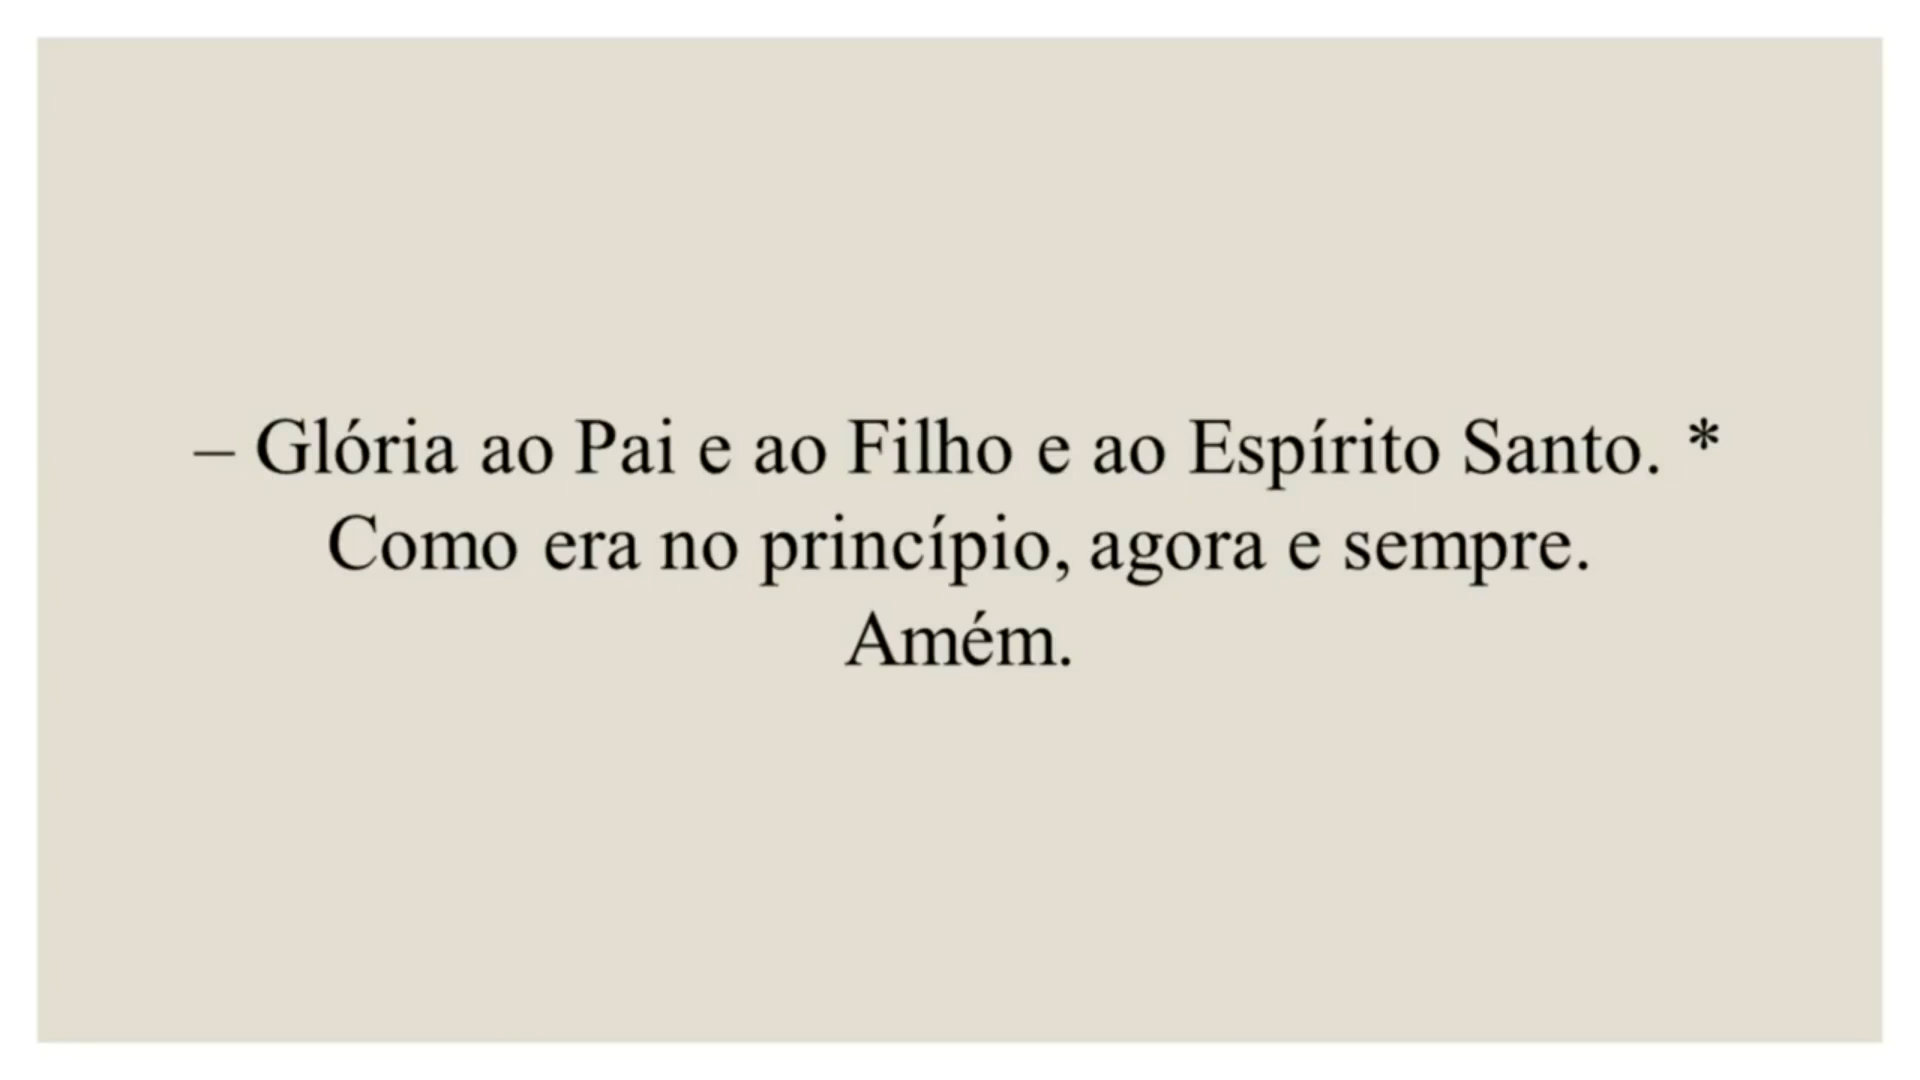 – Glória ao Pai e ao Filho e ao Espírito Santo. *
Como era no princípio, agora e sempre.
Amém.